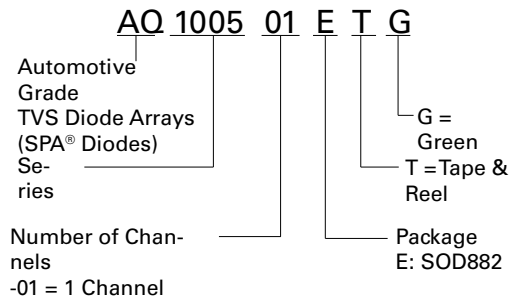 AQ 1005 01 E T G
Automotive
Grade
TVS Diode Arrays
(SPA® Diodes)
Se-
ries
Number of Chan-
nels
-01 = 1 Channel
G =
Green
T =Tape &
Reel
Package
E: SOD882